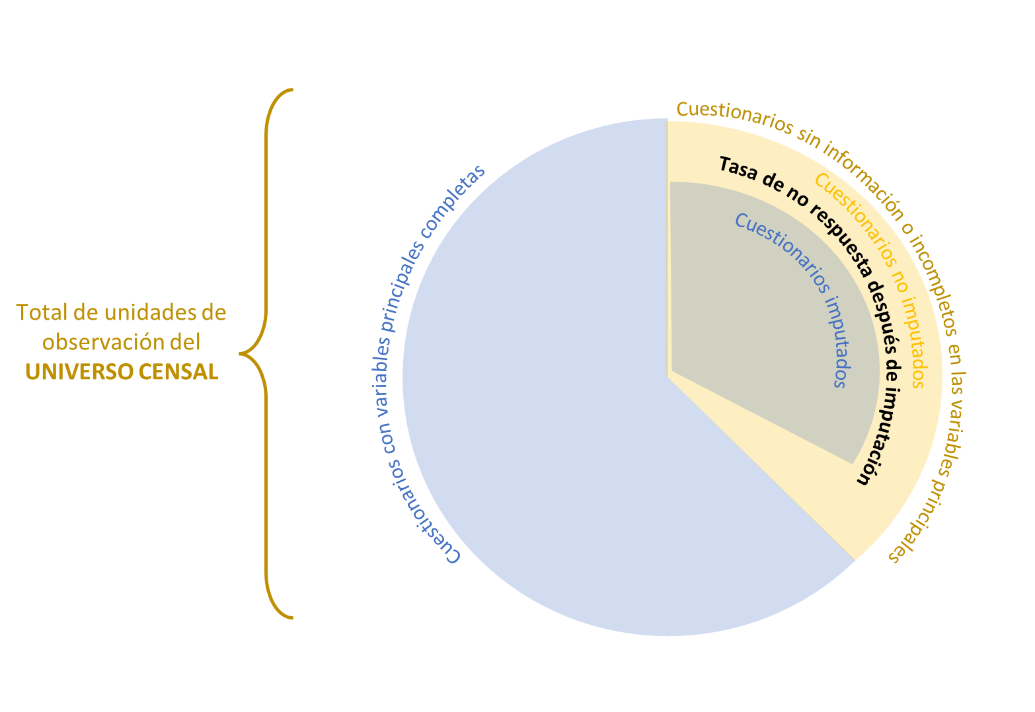 Total de unidades de
observación del
UNIVERSO CENSAL
Cuestionarios con variables principales completas
Cuestionarios sin información o incompletos en las variables principales
Cuestionarios no imputados
Tasa de no respuesta después de imputación
Cuestionarios imputados